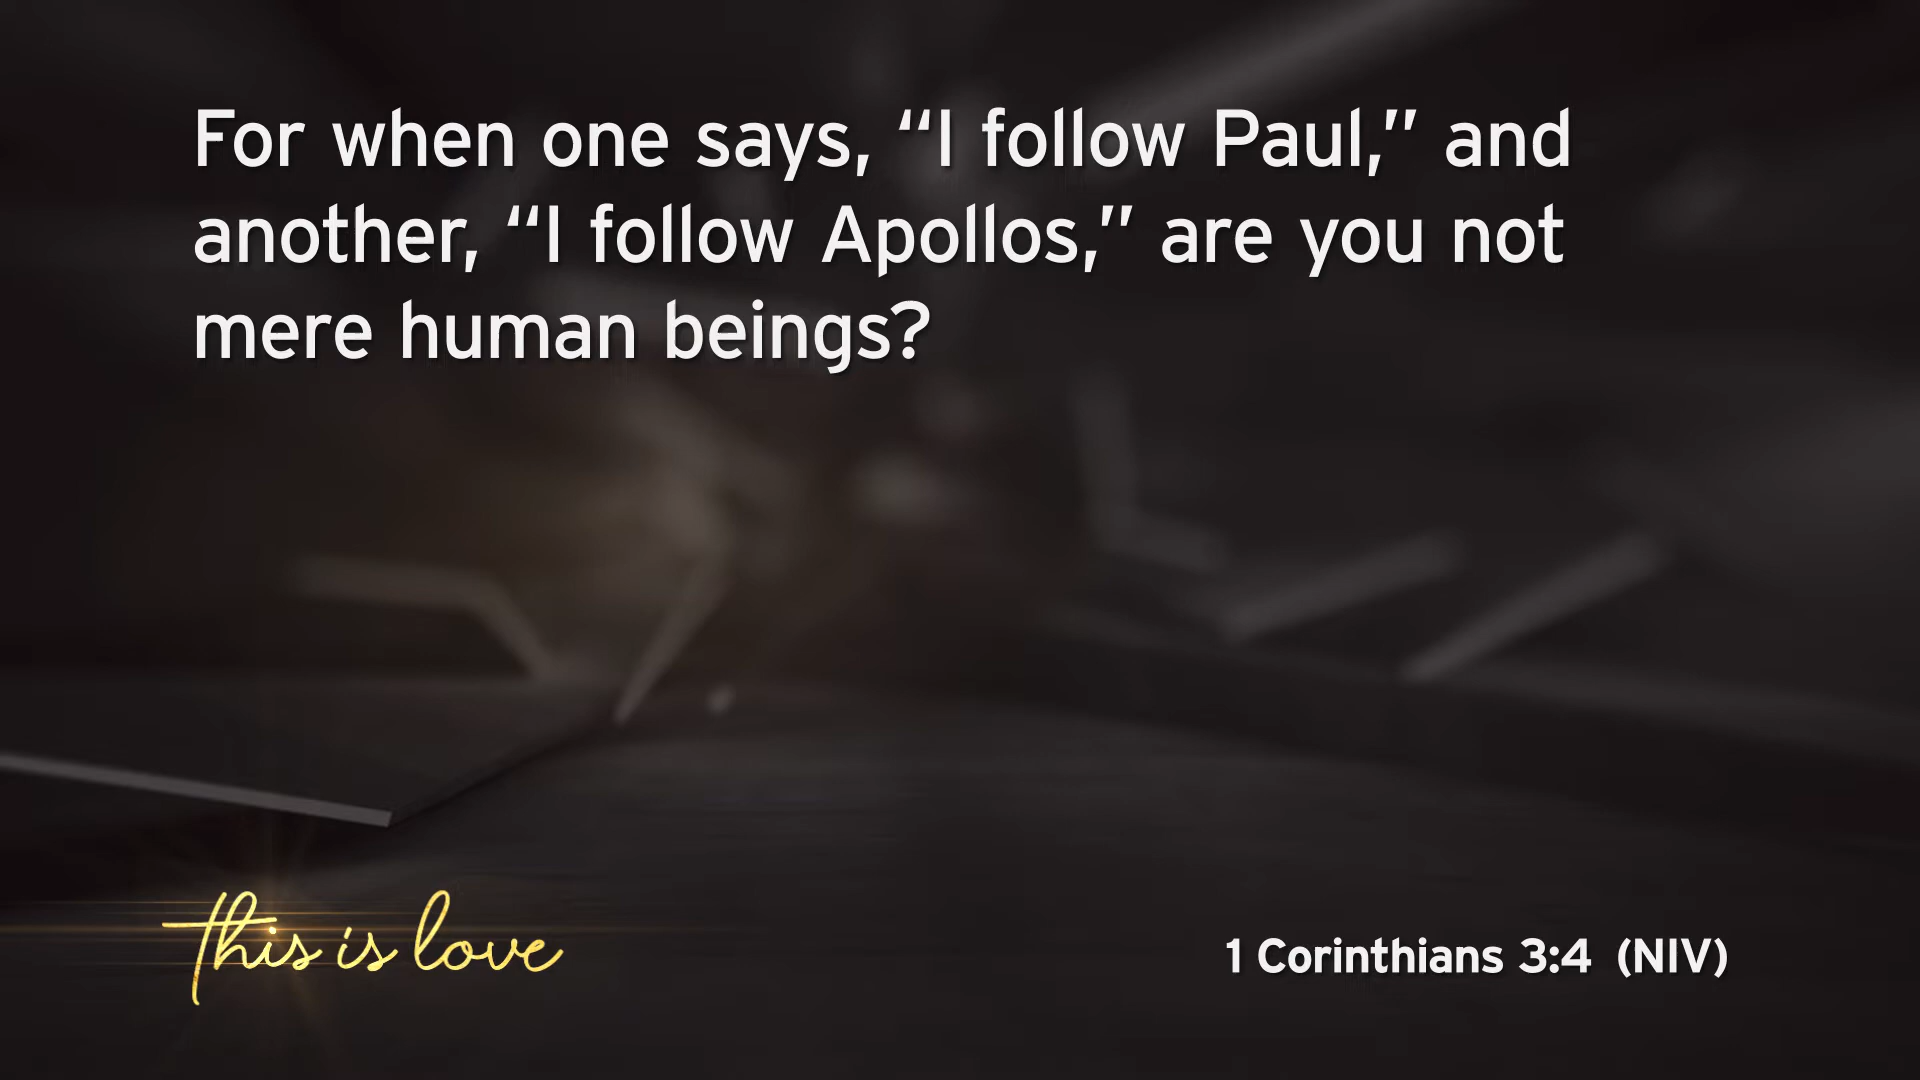 For when one says, “I follow Paul,” and
another, “I follow Apollos,” are you not
mere human beings?
this is love
1 Corinthians 3:4 (NIV)